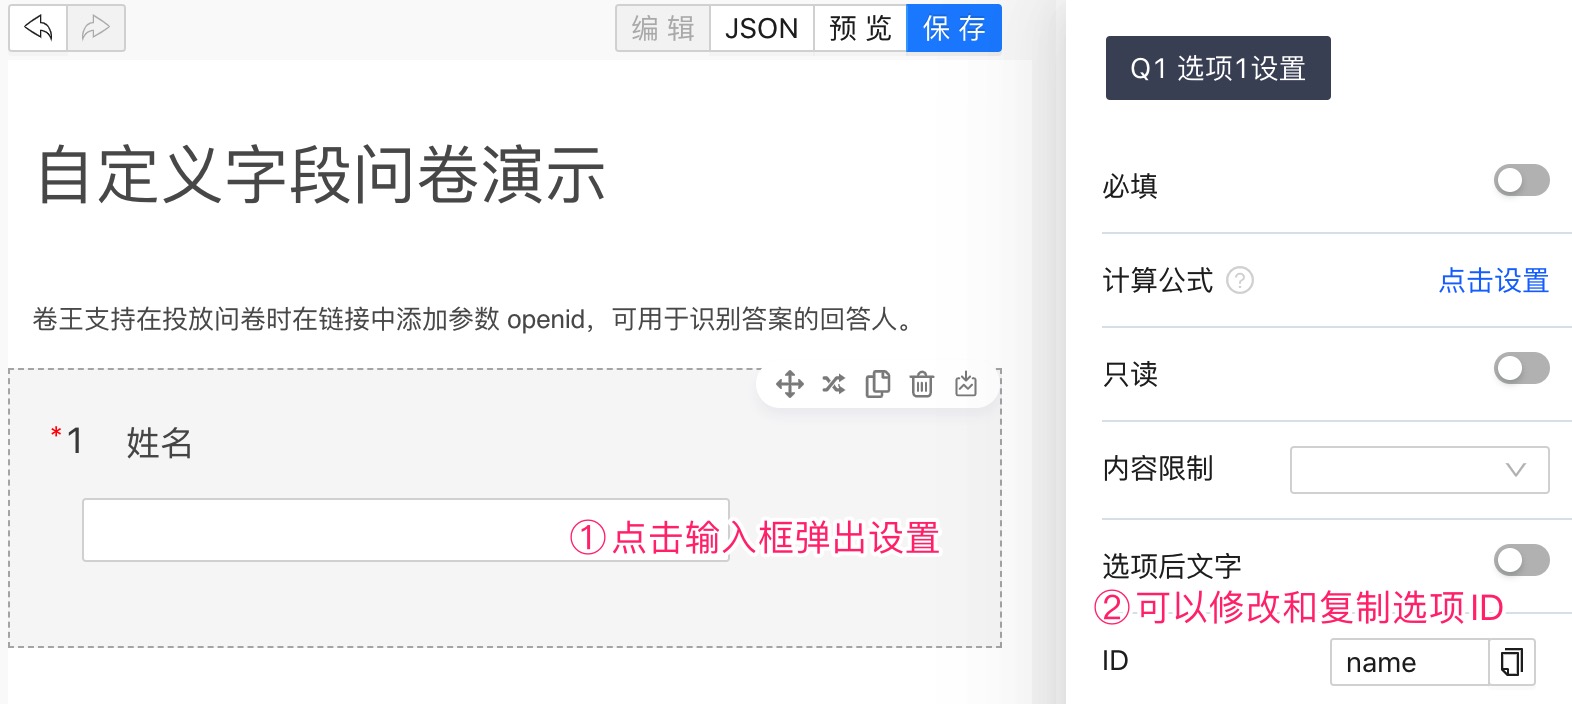 编辑 JSON 预览 保存
自定义字段问卷演示
卷王支持在投放问卷时在链接中添加参数 openid，可用于识别答案的回答人。
*1 姓名
①点击输入框弹出设置
Q1 选项1设置
必填
计算公式 ? 点击设置
只读
内容限制
选项后文字
②可以修改和复制选项ID
ID name